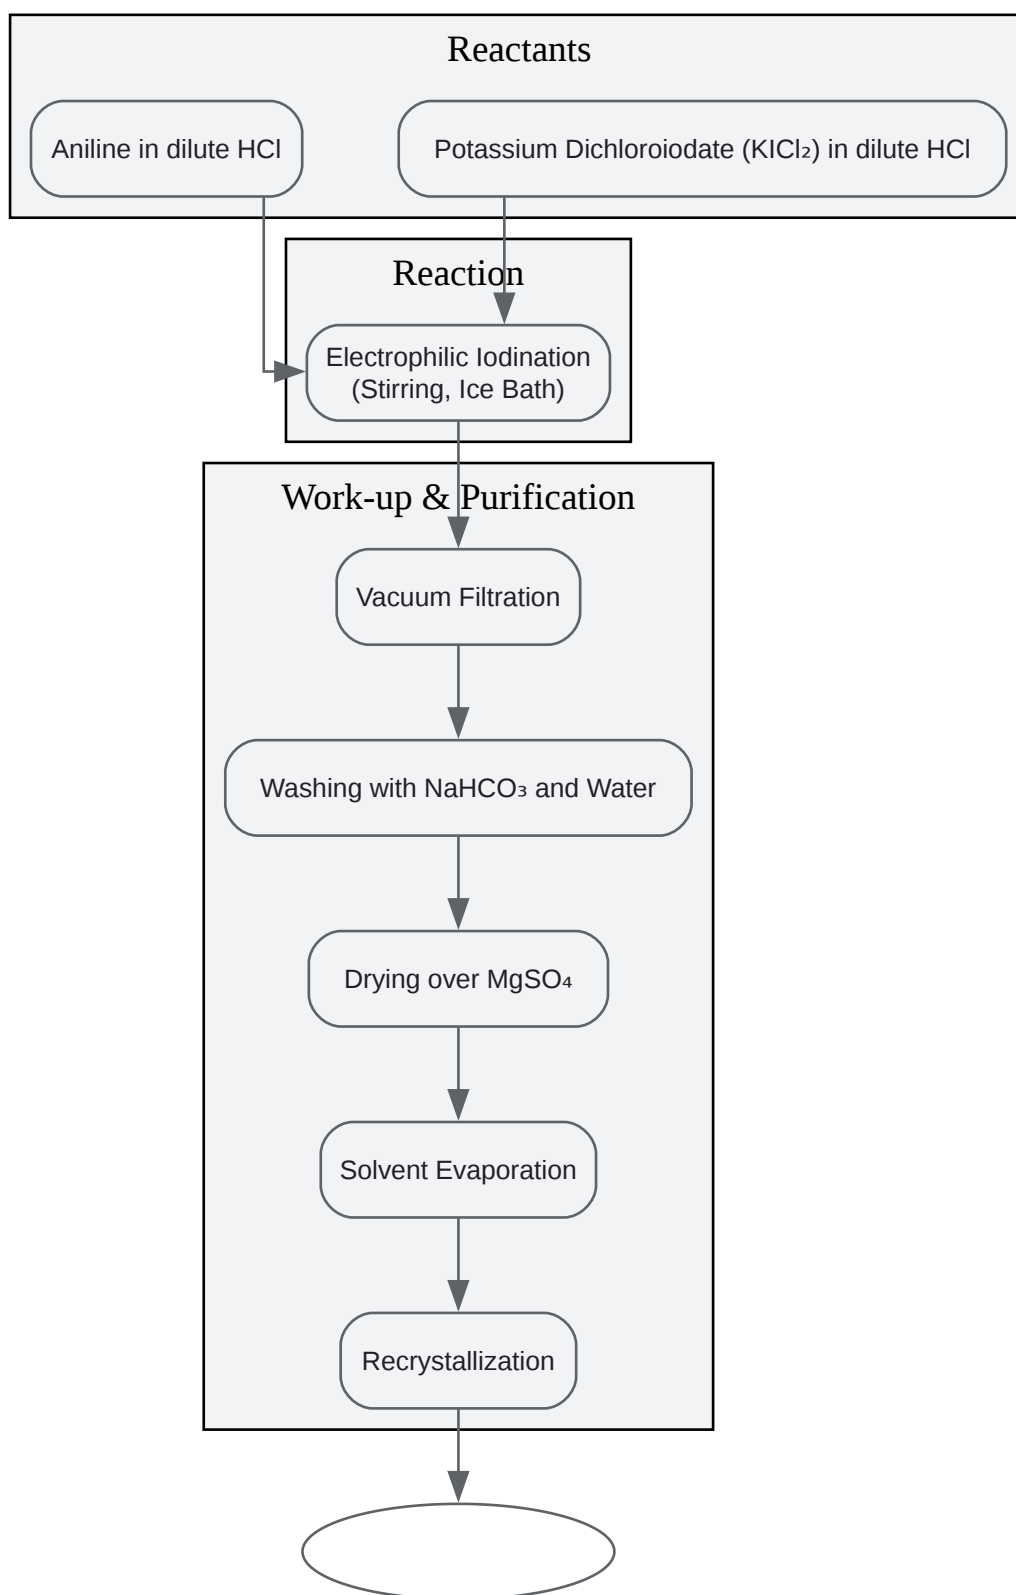 Reactants
Aniline in dilute HCl
Potassium Dichloroiodate (KICl₂) in dilute HCl
Reaction
Electrophilic Iodination
(Stirring, Ice Bath)
Work-up & Purification
Vacuum Filtration
Washing with NaHCO₃ and Water
Drying over MgSO₄
Solvent Evaporation
Recrystallization